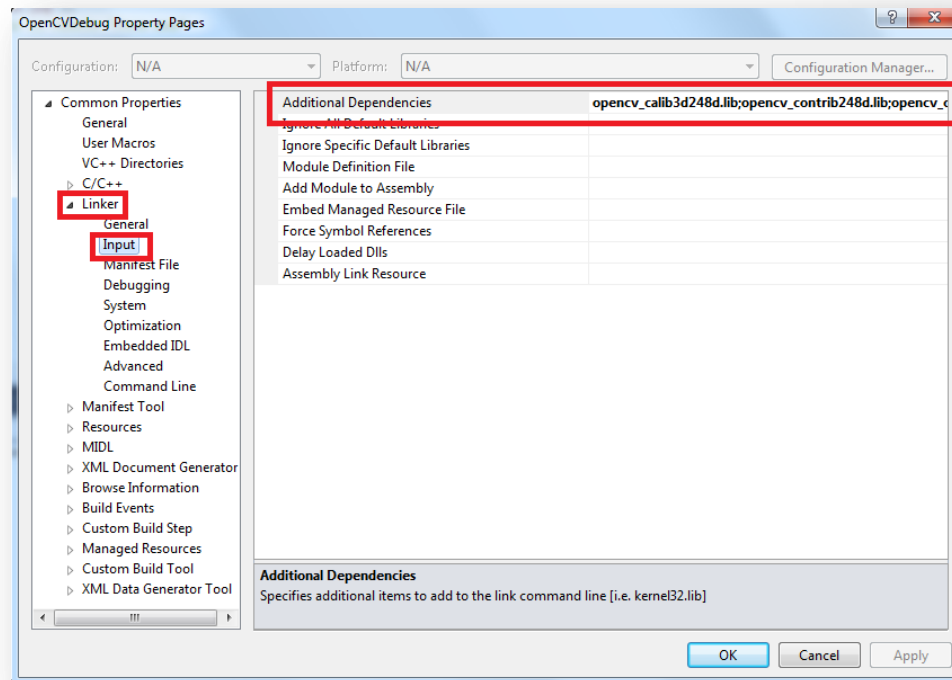 OpenCVDebug Property Pages
Configuration: N/A Platform: N/A Configuration Manager...
Common Properties
General
User Macros
VC++ Directories
C/C++
Linker
General
Input
Manifest File
Debugging
System
Optimization
Embedded IDL
Advanced
Command Line
Manifest Tool
Resources
MIDL
XML Document Generator
Browse Information
Build Events
Custom Build Step
Managed Resources
Custom Build Tool
XML Data Generator Tool
Additional Dependencies opencv_calib3d248d.lib;opencv_contrib248d.lib;opencv_c
Ignore All Default Libraries
Ignore Specific Default Libraries
Module Definition File
Add Module to Assembly
Embed Managed Resource File
Force Symbol References
Delay Loaded Dlls
Assembly Link Resource
Additional Dependencies
Specifies additional items to add to the link command line [i.e. kernel32.lib]
OK Cancel Apply